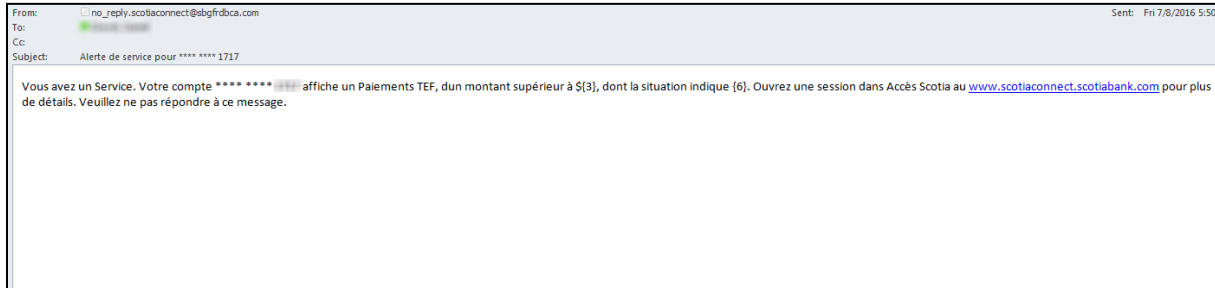 From: no_reply.scotiaconnect@sbgfrdbca.com Sent: Fri 7/8/2016 5:50
To:
Cc:
Subject: Alerte de service pour **** **** 1717
Vous avez un Service. Votre compte **** **** affiche un Paiements TEF, dun montant supérieur à ${3}, dont la situation indique {6}. Ouvrez une session dans Accès Scotia au www.scotiaconnect.scotiabank.com pour plus
de détails. Veuillez ne pas répondre à ce message.